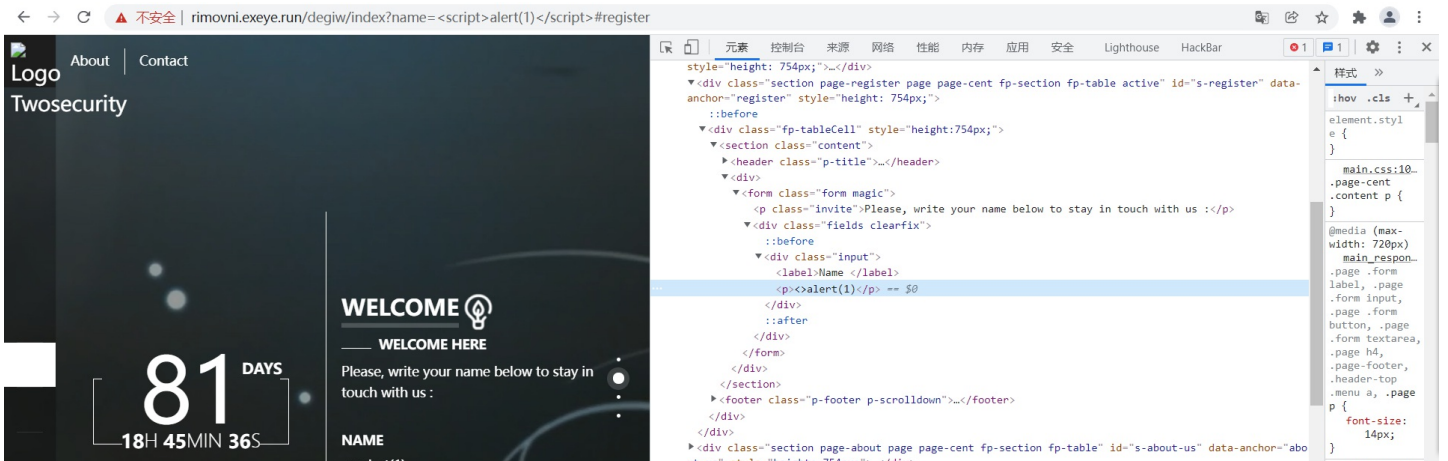 不安全 | rimovni.exeye.run/degiw/index?name=<script>alert(1)</script>#register
Logo
Twosecurity
About
Contact
WELCOME
WELCOME HERE
Please, write your name below to stay in
touch with us :
NAME
81 DAYS
18H 45MIN 36S
元素 控制台 来源 网络 性能 内存 应用 安全 Lighthouse HackBar
1 1
style="height: 754px;">…</div>
▼<div class="section page-register page page-cent fp-section fp-table active" id="s-register" data-
anchor="register" style="height: 754px;">
::before
▼<div class="fp-tableCell" style="height:754px;">
▼<section class="content">
▶<header class="p-title">…</header>
▼<div>
▼<form class="form magic">
<p class="invite">Please, write your name below to stay in touch with us :</p>
▼<div class="fields clearfix">
::before
▼<div class="input">
<label>Name </label>
<p><>alert(1)</p> == $0
</div>
::after
</div>
</form>
</div>
</section>
▶<footer class="p-footer p-scrolldown">…</footer>
</div>
</div>
▶<div class="section page-about page page-cent fp-section fp-table" id="s-about-us" data-anchor="abo
样式 »
:hov .cls +
element.styl
e {
}
main.css:10…
.page-cent
.content p {
}
@media (max-
width: 720px)
main_respon…
.page .form
label, .page
.form input,
.page .form
button, .page
.form textarea,
.page h4,
.page-footer,
.header-top
.menu a, .page
p {
font-size:
14px;
}